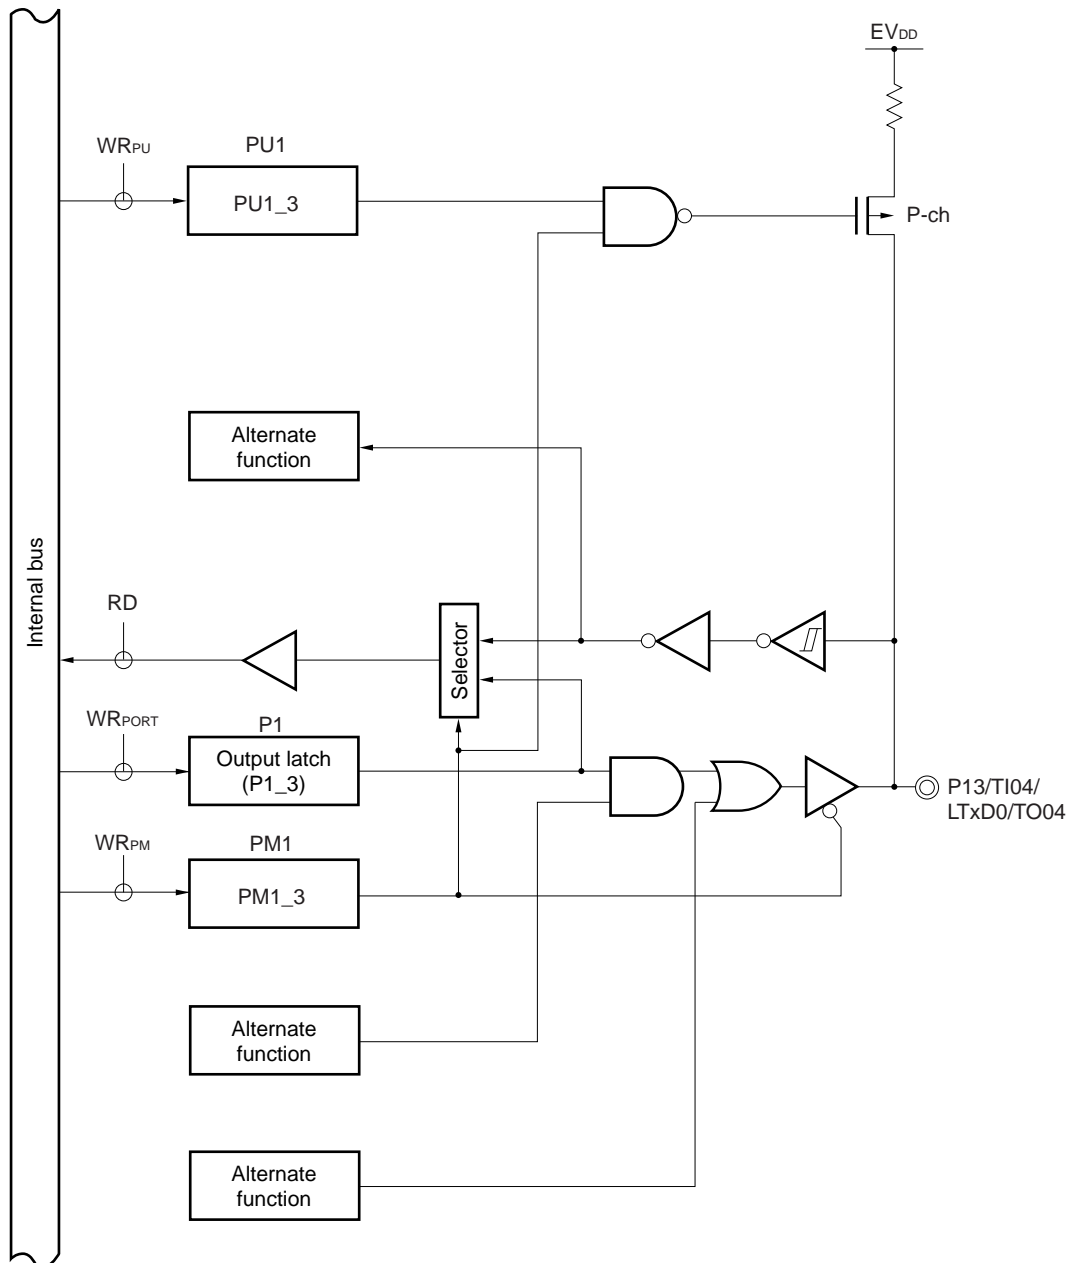 EVDD
WRPU
PU1
PU1_3
P-ch
Alternate
function
Internal bus
RD
Selector
WRPORT
P1
Output latch
(P1_3)
P13/TI04/
LTxD0/TO04
WRPM
PM1
PM1_3
Alternate
function
Alternate
function